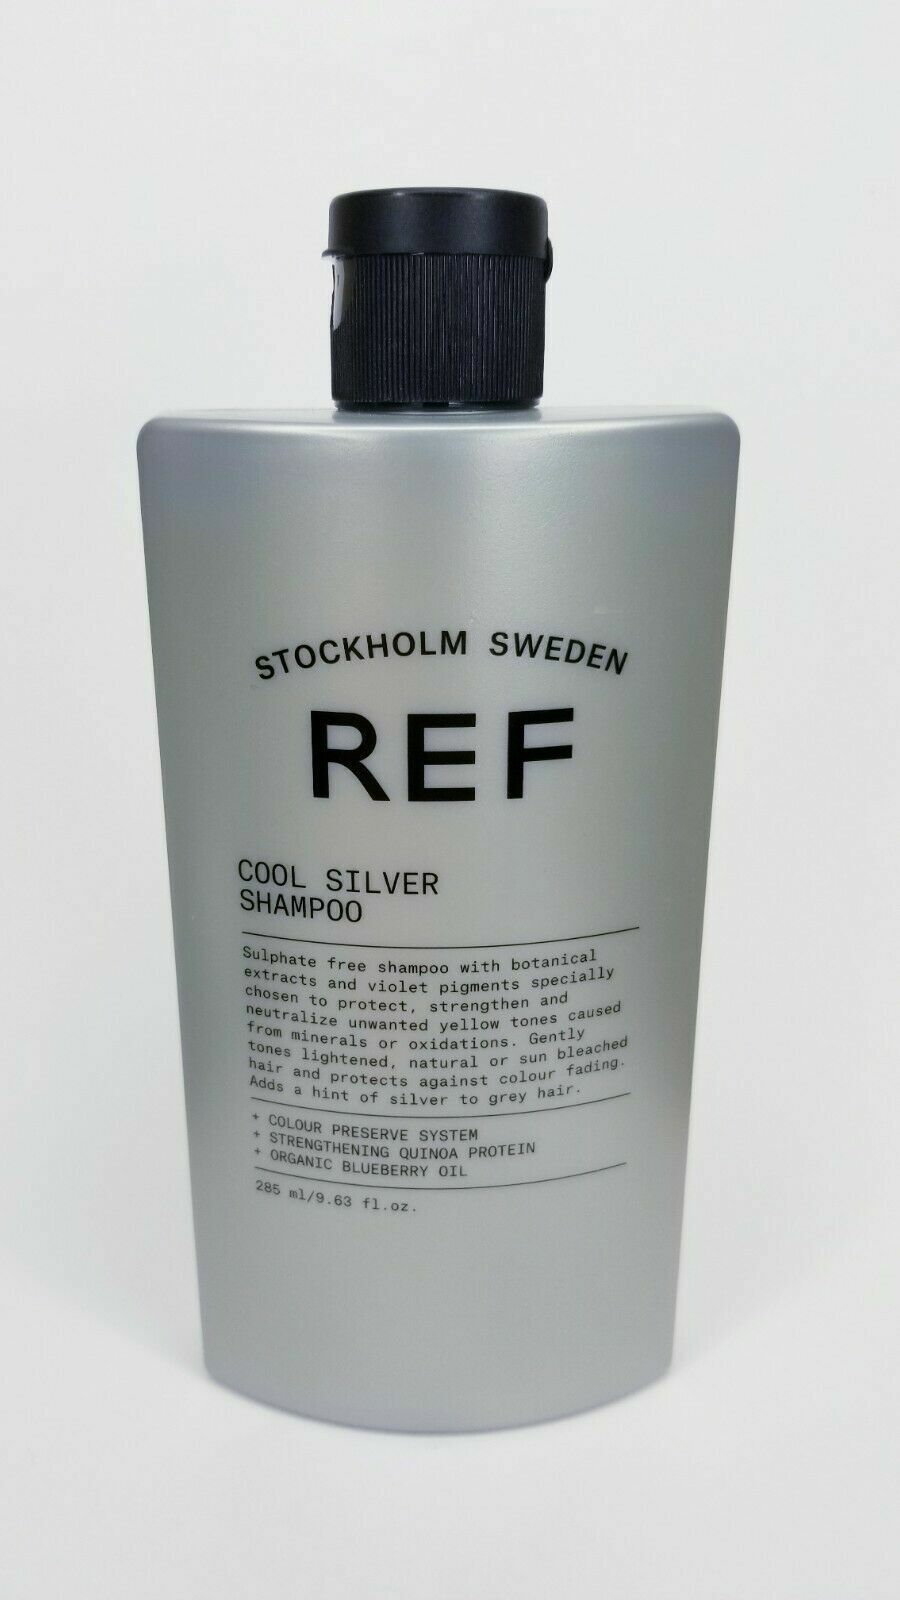 STOCKHOLM SWEDEN
REF
COOL SILVER
SHAMPOO
Sulphate free shampoo with botanical
extracts and violet pigments specially
chosen to protect, strengthen and
neutralize unwanted yellow tones caused
from minerals or oxidations. Gently
tones lightened, natural or sun bleached
hair and protects against colour fading.
Adds a hint of silver to grey hair.
+ COLOUR PRESERVE SYSTEM
+ STRENGTHENING QUINOA PROTEIN
+ ORGANIC BLUEBERRY OIL
285 ml/9.63 fl.oz.